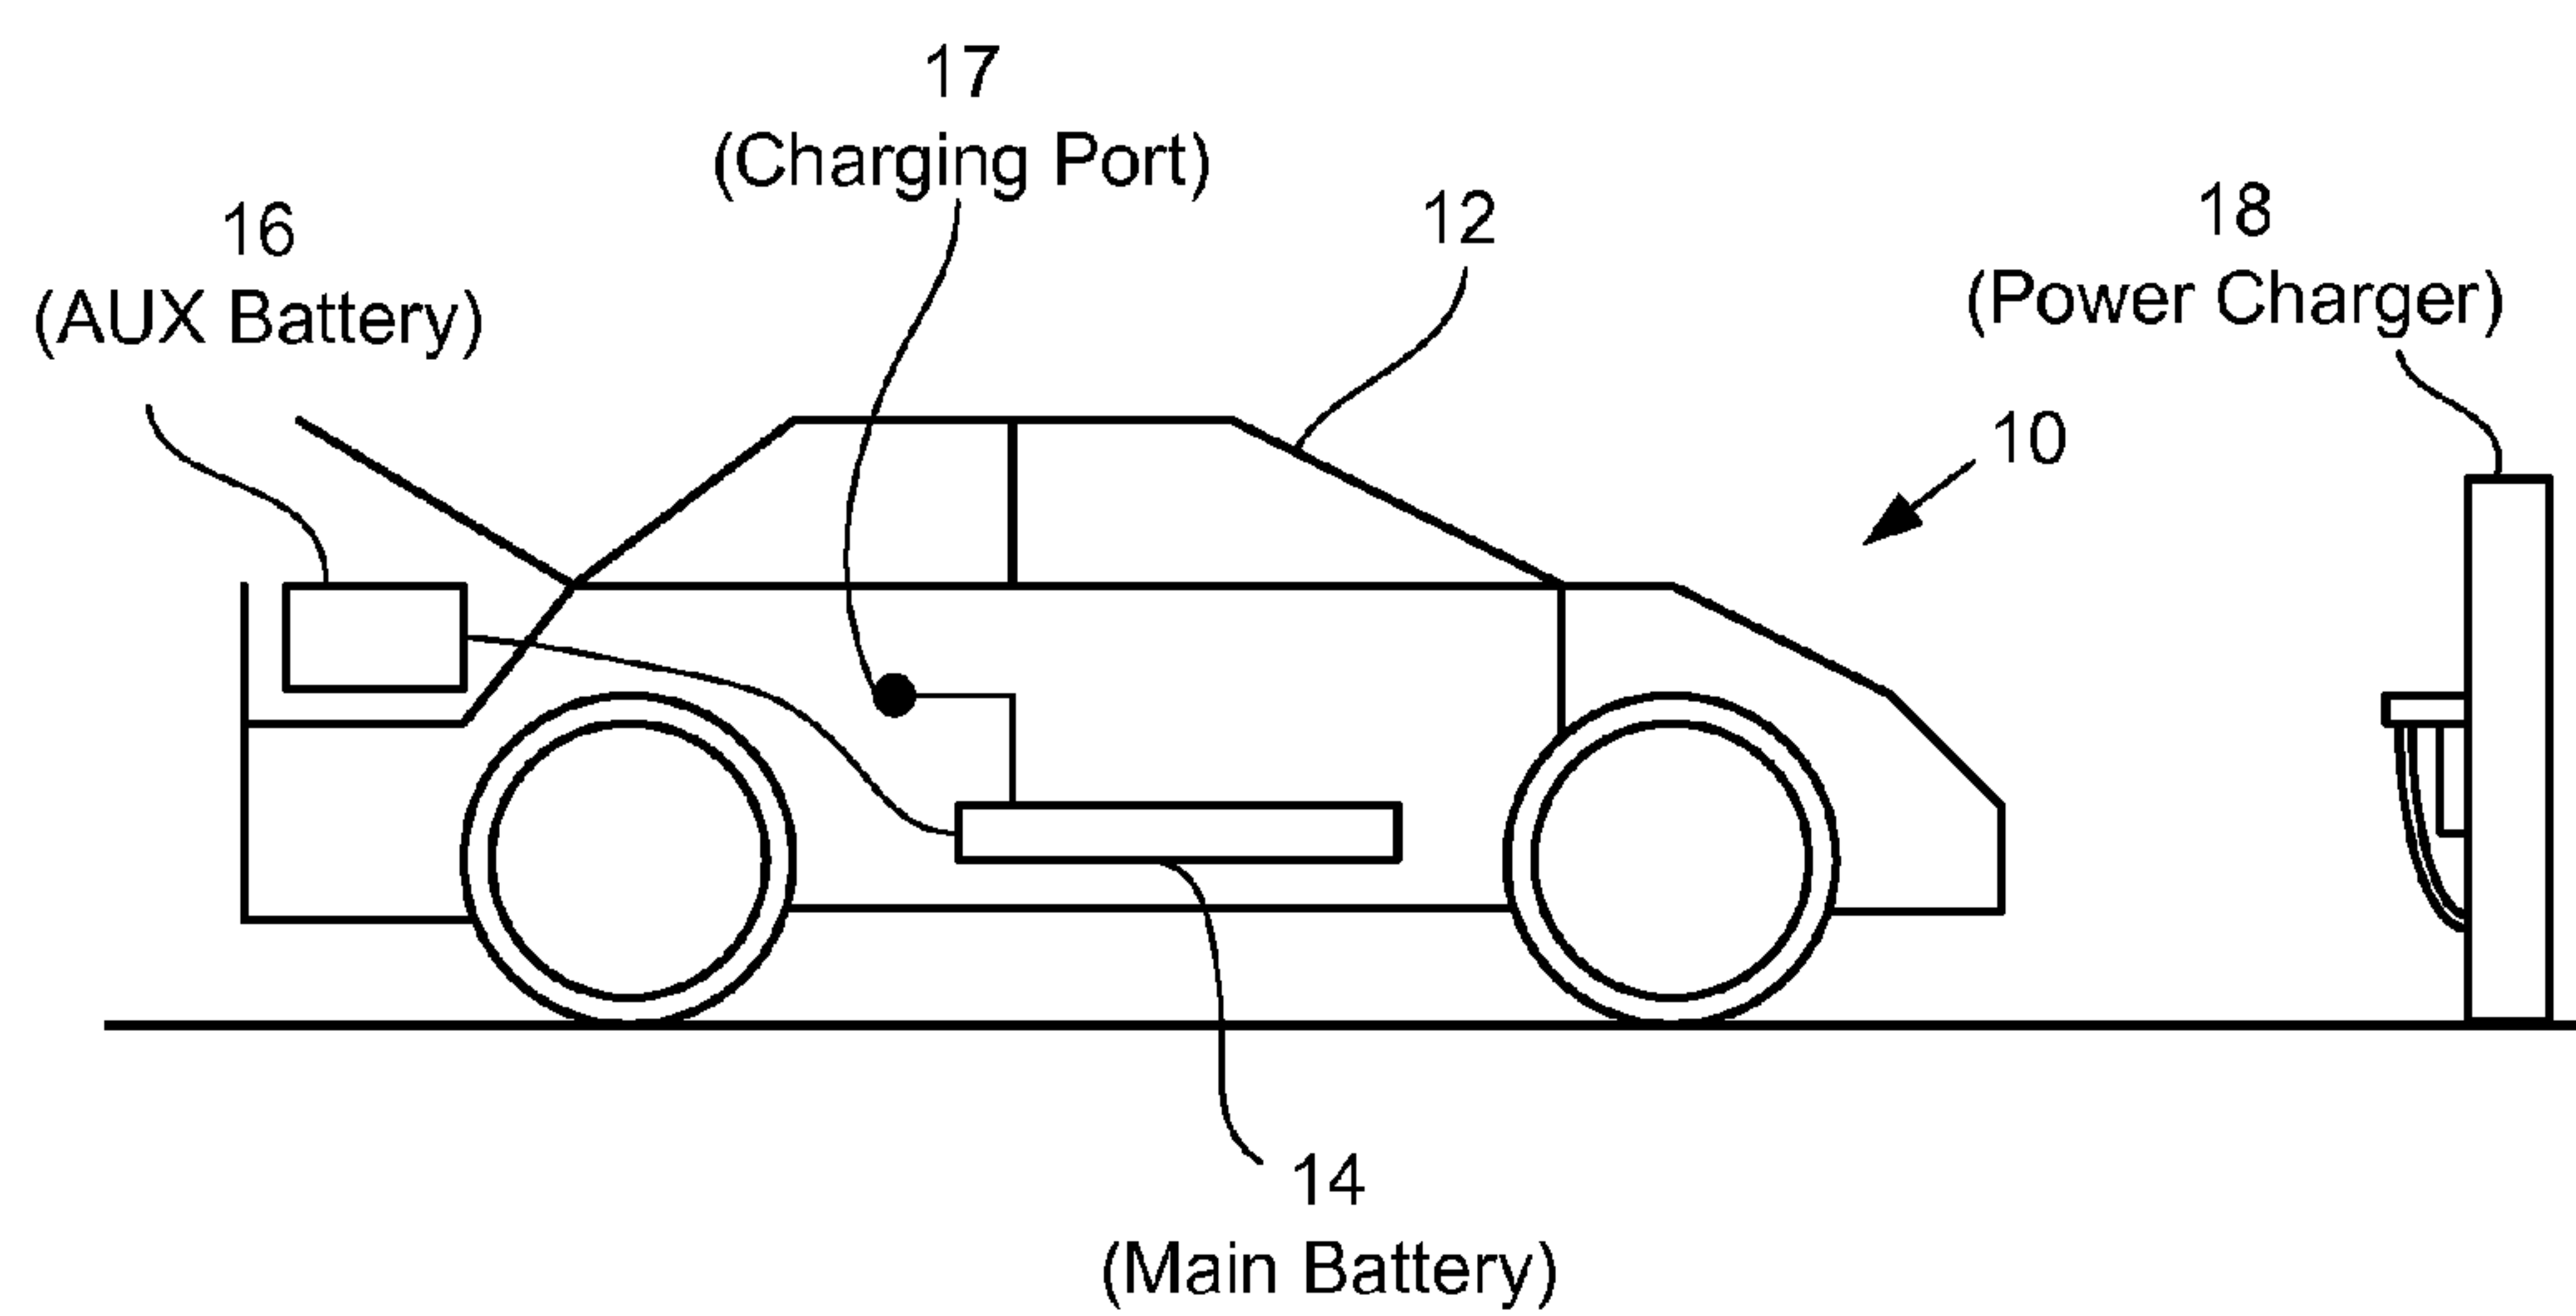 17
(Charging Port)
16
(AUX Battery)
12
18
(Power Charger)
10
14
(Main Battery)